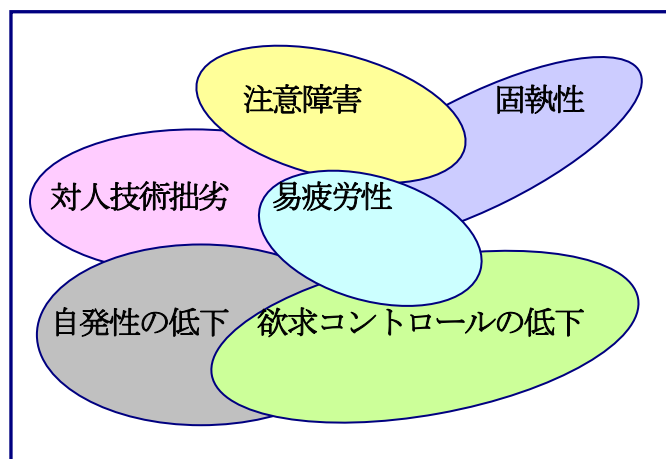 注意障害
固執性
対人技術拙劣
易疲労性
自発性の低下
欲求コントロールの低下